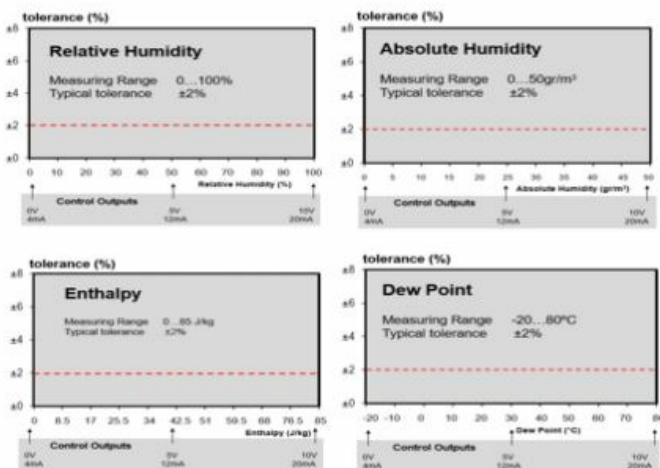 tolerance (%)
±8
±6
±4
±2
±0
Relative Humidity
Measuring Range 0...100%
Typical tolerance ±2%
0 10 20 30 40 50 60 70 80 90 100
Relative Humidity (%)
Control Outputs
0V 5V 10V
4mA 12mA 20mA
tolerance (%)
±8
±6
±4
±2
±0
Absolute Humidity
Measuring Range 0...50gr/m³
Typical tolerance ±2%
0 5 10 15 20 25 30 35 40 45 50
Absolute Humidity (gr/m³)
Control Outputs
0V 5V 10V
4mA 12mA 20mA
tolerance (%)
±8
±6
±4
±2
±0
Enthalpy
Measuring Range 0...85 J/kg
Typical tolerance ±2%
0 8.5 17 25.5 34 42.5 51 59.5 68 76.5 85
Enthalpy (J/kg)
Control Outputs
0V 5V 10V
4mA 12mA 20mA
tolerance (%)
±8
±6
±4
±2
±0
Dew Point
Measuring Range -20...80ºC
Typical tolerance ±2%
-20 -10 0 10 20 30 40 50 60 70 80
Dew Point (°C)
Control Outputs
0V 5V 10V
4mA 12mA 20mA